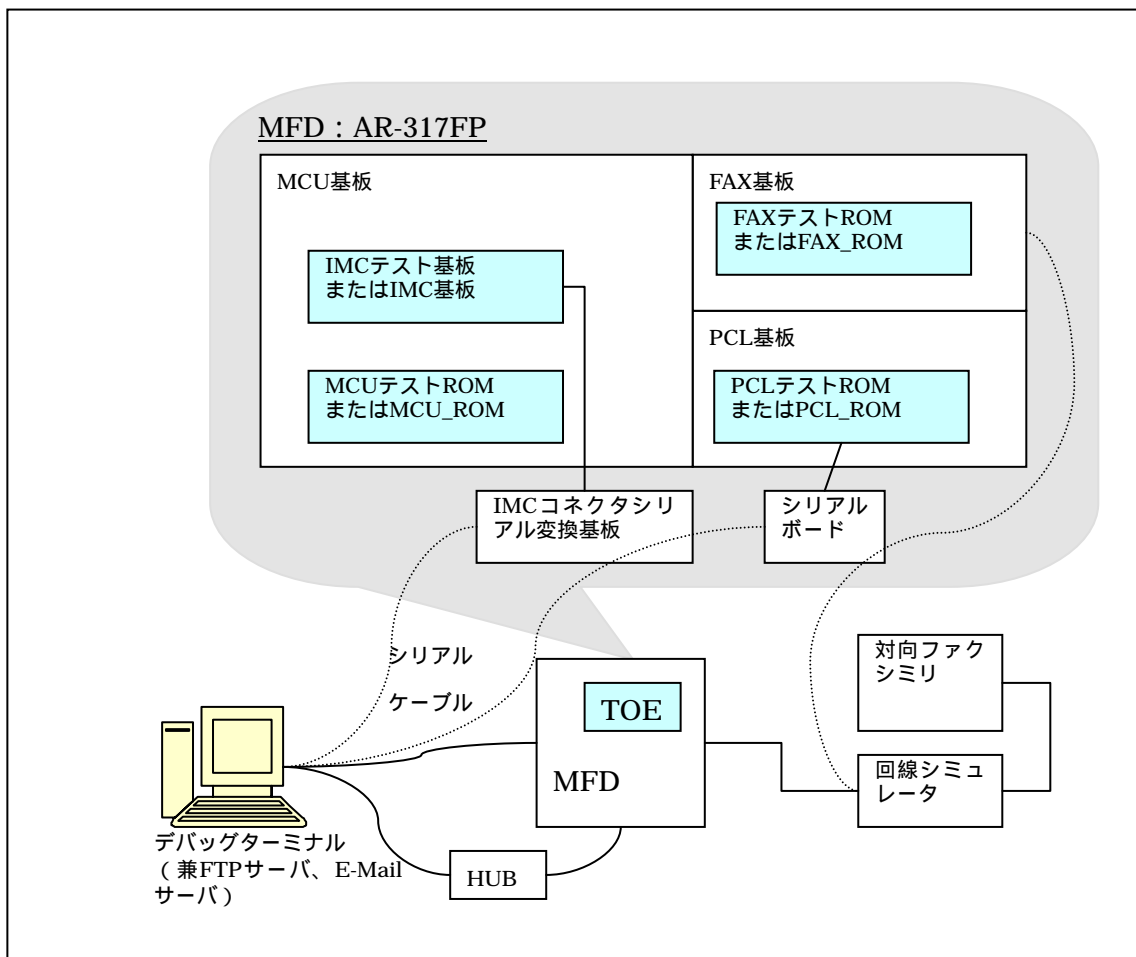 MFD：AR-317FP
MCU基板
IMCテスト基板
またはIMC基板
MCUテストROM
またはMCU_ROM
FAX基板
FAXテストROM
またはFAX_ROM
PCL基板
PCLテストROM
またはPCL_ROM
IMCコネクタシリ
アル変換基板
シリアル
ボード
シリアル
ケーブル
TOE
MFD
対向ファク
シミリ
回線シミュ
レータ
デバッグターミナル
（兼FTPサーバ、E-Mail
サーバ）
HUB